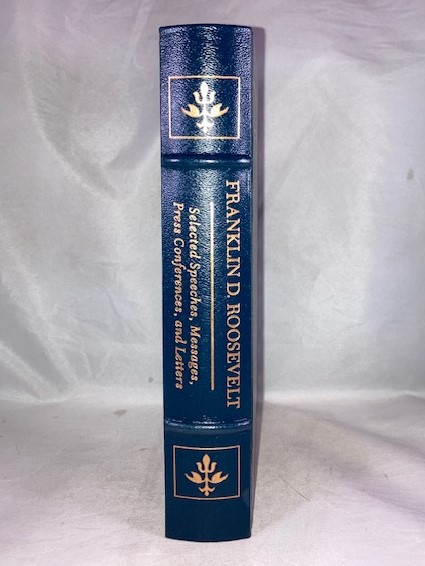 FRANKLIN D. ROOSEVELT
Selected Speeches, Messages,
Press Conferences, and Letters